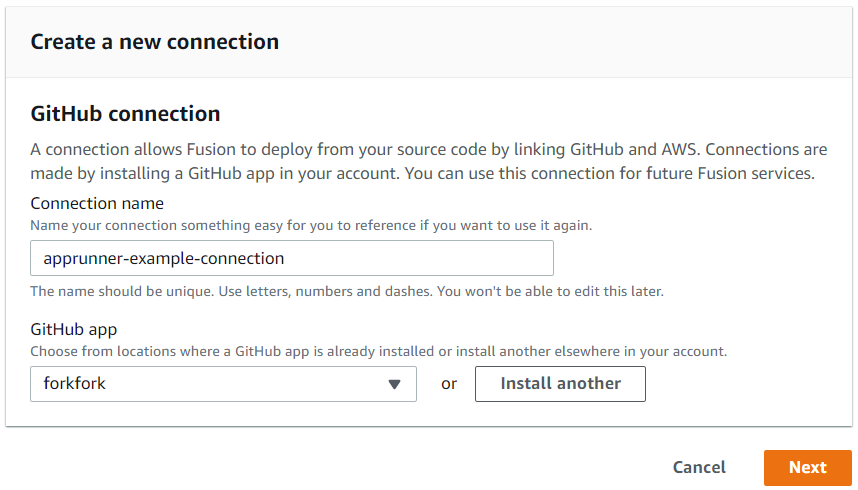 Create a new connection
GitHub connection
A connection allows Fusion to deploy from your source code by linking GitHub and AWS. Connections are
made by installing a GitHub app in your account. You can use this connection for future Fusion services.
Connection name
Name your connection something easy for you to reference if you want to use it again.
apprunner-example-connection
The name should be unique. Use letters, numbers and dashes. You won't be able to edit this later.
GitHub app
Choose from locations where a GitHub app is already installed or install another elsewhere in your account.
forkfork or Install another
Cancel Next